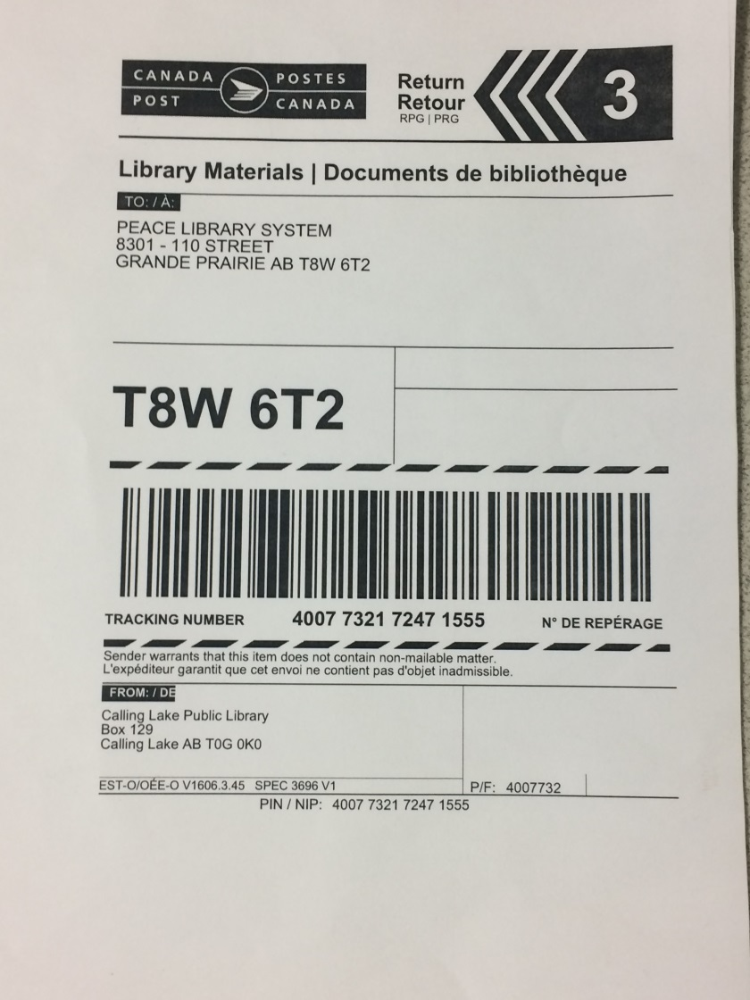 CANADA POSTES
POST CANADA
Return
Retour
RPG | PRG
3
Library Materials | Documents de bibliothèque
TO: / À:
PEACE LIBRARY SYSTEM
8301 - 110 STREET
GRANDE PRAIRIE AB T8W 6T2
T8W 6T2
TRACKING NUMBER 4007 7321 7247 1555 N° DE REPÉRAGE
Sender warrants that this item does not contain non-mailable matter.
L'expéditeur garantit que cet envoi ne contient pas d'objet inadmissible.
FROM: / DE
Calling Lake Public Library
Box 129
Calling Lake AB T0G 0K0
EST-O/OÉE-O V1606.3.45 SPEC 3696 V1 P/F: 4007732
PIN / NIP: 4007 7321 7247 1555